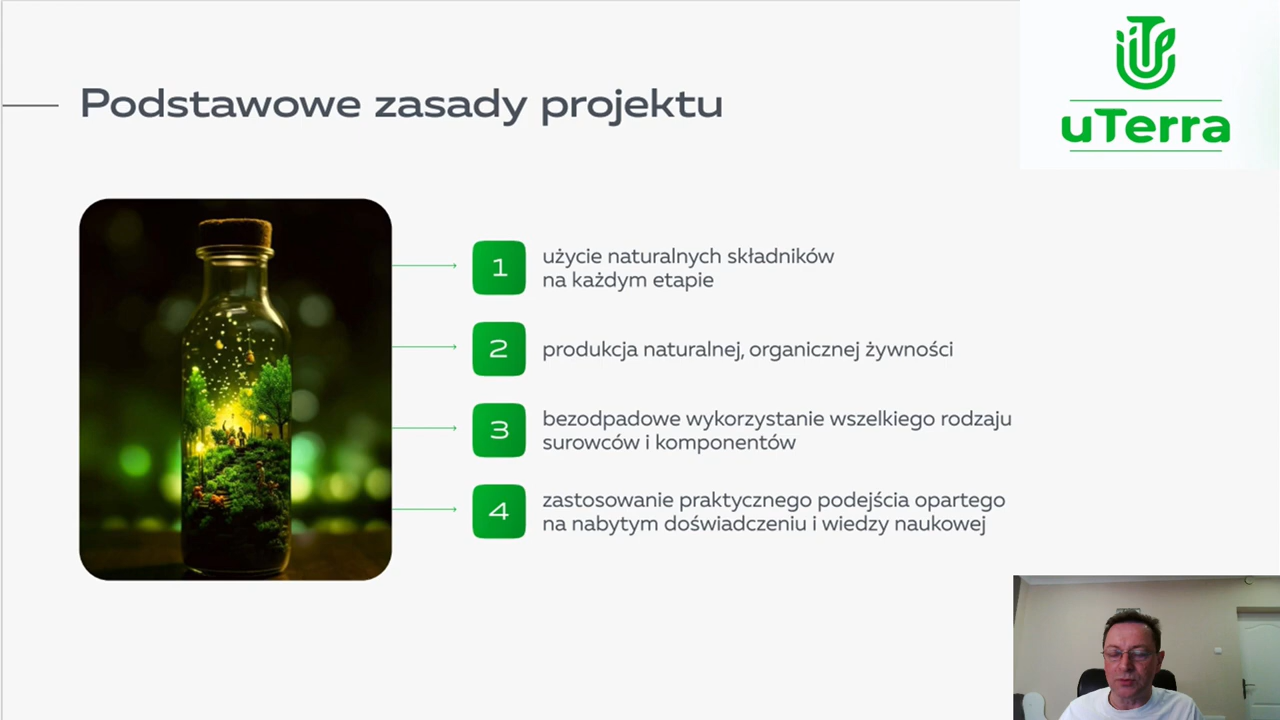 Podstawowe zasady projektu
uTerra
1
użycie naturalnych składników
na każdym etapie
2
produkcja naturalnej, organicznej żywności
3
bezodpadowe wykorzystanie wszelkiego rodzaju
surowców i komponentów
4
zastosowanie praktycznego podejścia opartego
na nabytym doświadczeniu i wiedzy naukowej